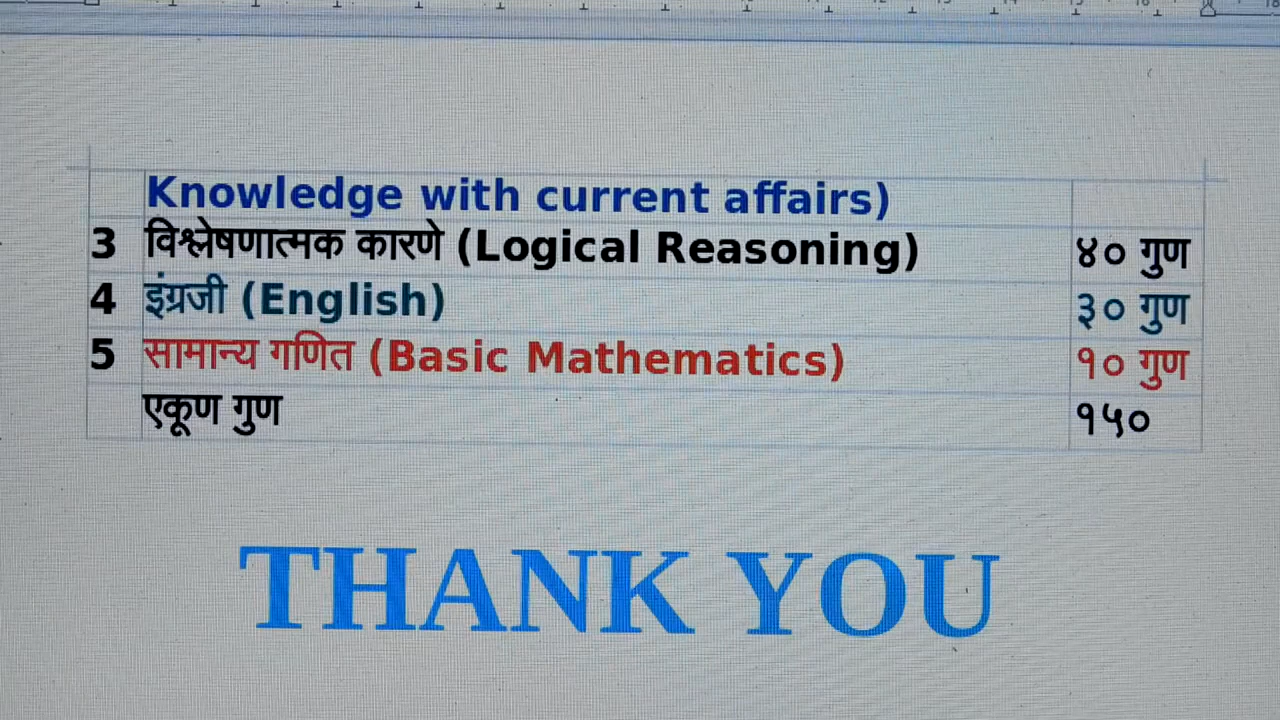 Knowledge with current affairs)
3 विश्लेषणात्मक कारणे (Logical Reasoning) ४० गुण
4 इंग्रजी (English) ३० गुण
5 सामान्य गणित (Basic Mathematics) १० गुण
एकूण गुण १५०
THANK YOU